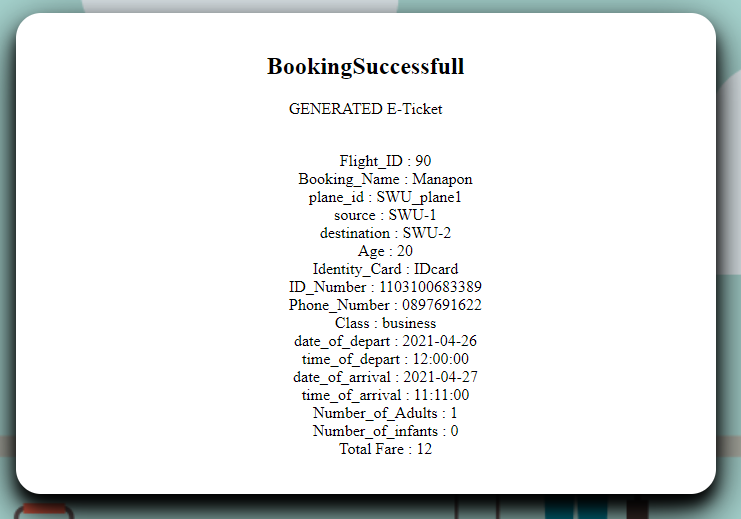 BookingSuccessfull
GENERATED E-Ticket
Flight_ID : 90
Booking_Name : Manapon
plane_id : SWU_plane1
source : SWU-1
destination : SWU-2
Age : 20
Identity_Card : IDcard
ID_Number : 1103100683389
Phone_Number : 0897691622
Class : business
date_of_depart : 2021-04-26
time_of_depart : 12:00:00
date_of_arrival : 2021-04-27
time_of_arrival : 11:11:00
Number_of_Adults : 1
Number_of_infants : 0
Total Fare : 12